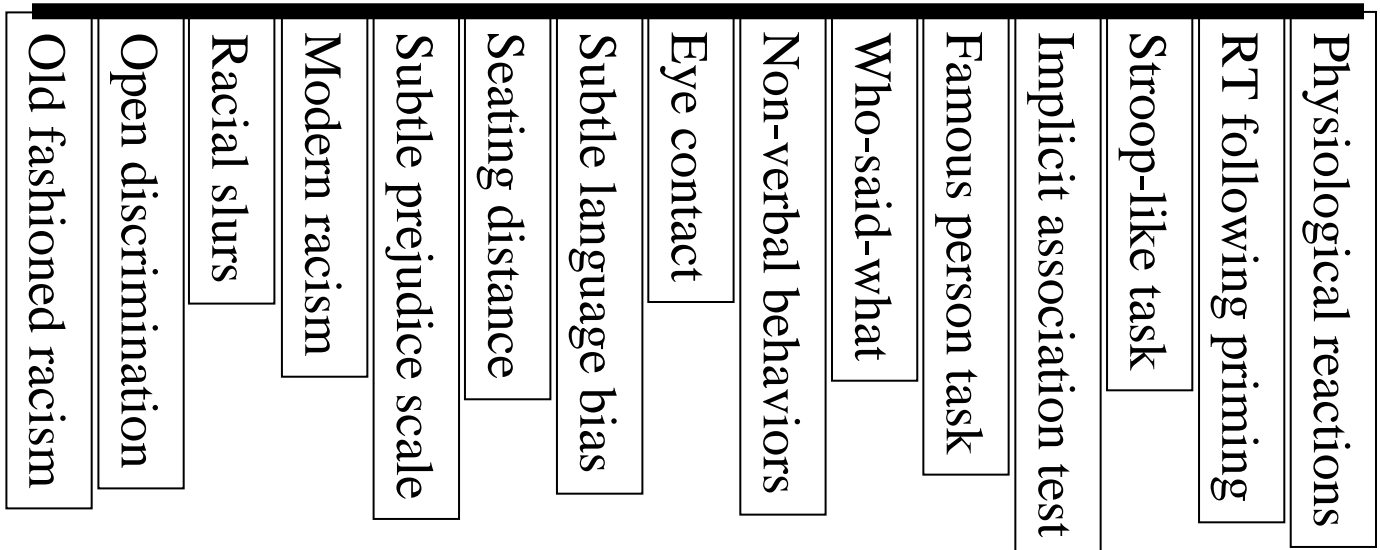 Old fashioned racism
Open discrimination
Racial slurs
Modern racism
Subtle prejudice scale
Seating distance
Subtle language bias
Eye contact
Non-verbal behaviors
Who-said-what
Famous person task
Implicit association test
Stroop-like task
RT following priming
Physiological reactions